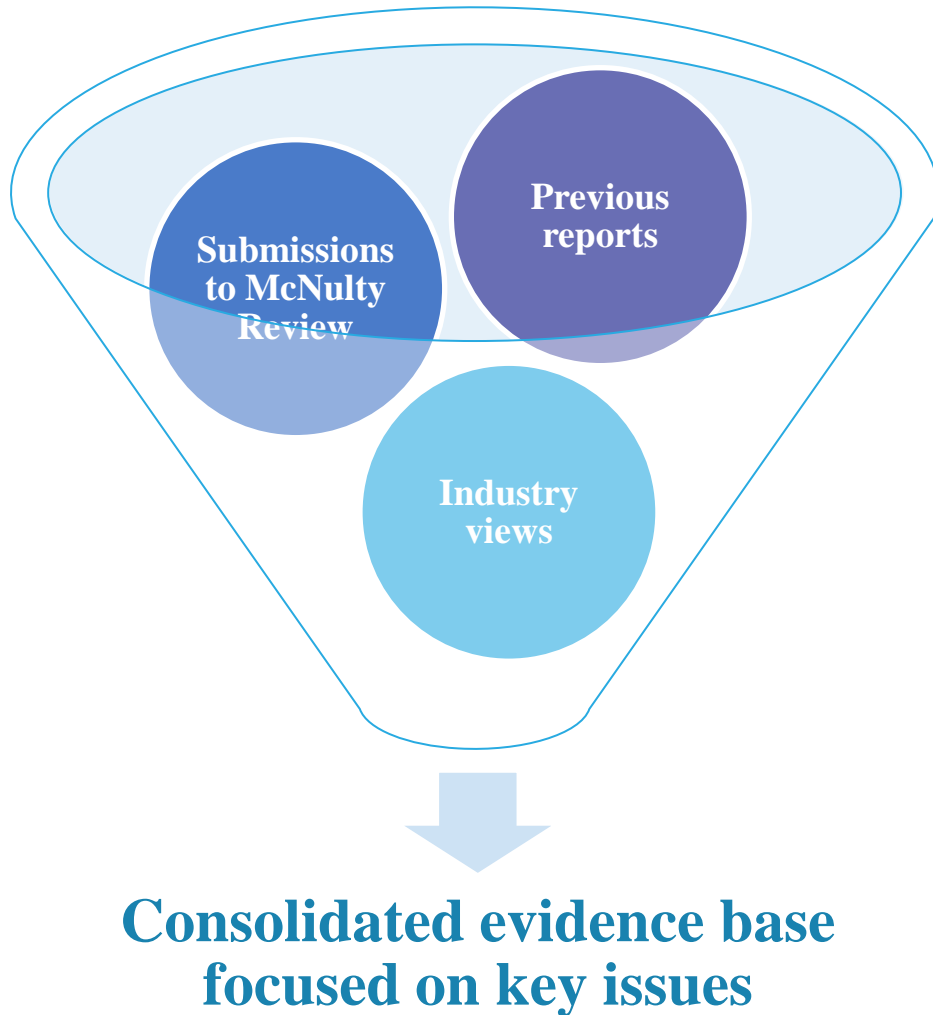 Submissions
to McNulty
Review
Previous
reports
Industry
views
Consolidated evidence base
focused on key issues